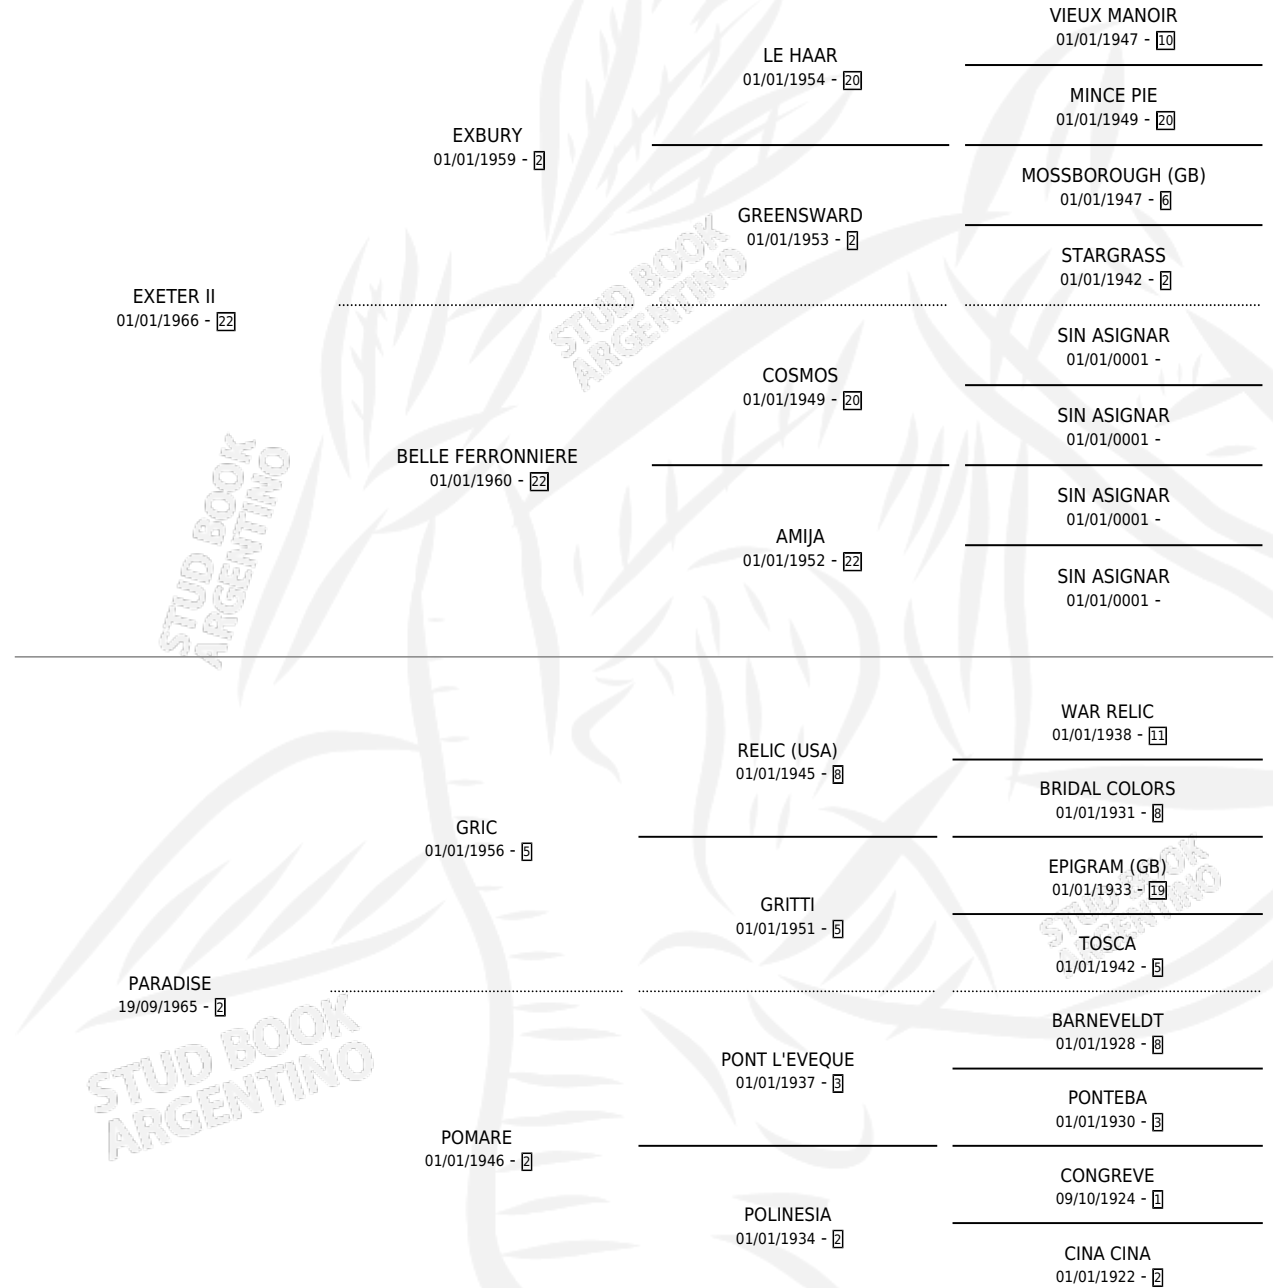 VIEUX MANOIR
01/01/1947 - 10
LE HAAR
01/01/1954 - 20
MINCE PIE
01/01/1949 - 20
EXBURY
01/01/1959 - 2
MOSSBOROUGH (GB)
01/01/1947 - 6
GREENSWARD
01/01/1953 - 2
STARGRASS
01/01/1942 - 2
STUD BOOK
ARGENTINO
EXETER II
01/01/1966 - 22
SIN ASIGNAR
01/01/0001 -
COSMOS
01/01/1949 - 20
SIN ASIGNAR
01/01/0001 -
BELLE FERRONNIERE
01/01/1960 - 22
SIN ASIGNAR
01/01/0001 -
AMIJA
01/01/1952 - 22
SIN ASIGNAR
01/01/0001 -
STUD BOOK
ARGENTINO
WAR RELIC
01/01/1938 - 11
RELIC (USA)
01/01/1945 - 8
BRIDAL COLORS
01/01/1931 - 8
GRIC
01/01/1956 - 5
EPIGRAM (GB)
01/01/1933 - 19
GRITTI
01/01/1951 - 5
STUD BOOK
ARGENTINO
TOSCA
01/01/1942 - 5
PARADISE
19/09/1965 - 2
BARNEVELDT
01/01/1928 - 8
PONT L'EVEQUE
01/01/1937 - 3
STUD BOOK
ARGENTINO
PONTEBA
01/01/1930 - 3
POMARE
01/01/1946 - 2
CONGREVE
09/10/1924 - 1
POLINESIA
01/01/1934 - 2
CINA CINA
01/01/1922 - 2